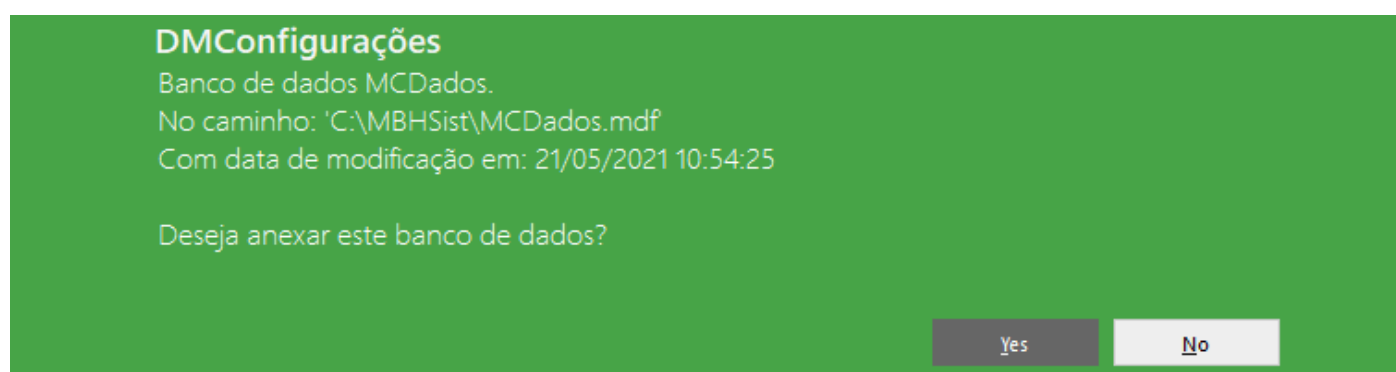 DMConfigurações
Banco de dados MCDados.
No caminho: 'C:\MBHSist\MCDados.mdf'
Com data de modificação em: 21/05/2021 10:54:25
Deseja anexar este banco de dados?
Yes
No